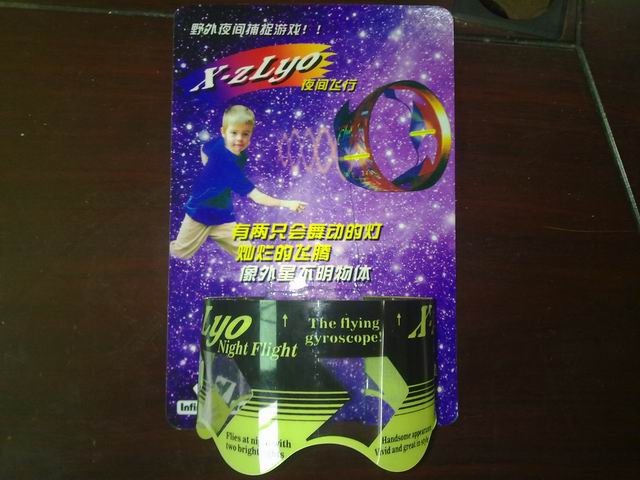 野外夜间捕捉游戏！！
X-zLyo
夜间飞行
有两只会舞动的灯
灿烂的飞腾
像外星不明物体
Lyo
Night Flight
The flying
gyroscope!
X-z
Infi
Flies at night with
two bright lights
Handsome appearan
Vivid and great in style